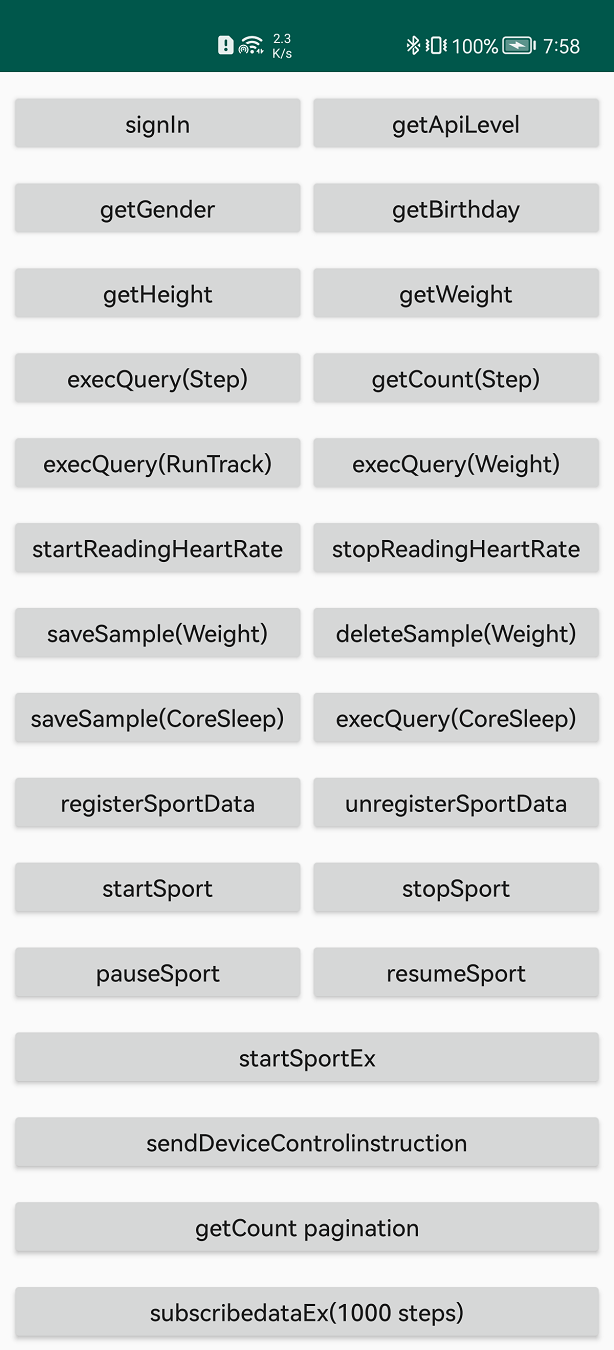 2.3
K/s
100% 7:58
signIn getApiLevel
getGender getBirthday
getHeight getWeight
execQuery(Step) getCount(Step)
execQuery(RunTrack) execQuery(Weight)
startReadingHeartRate stopReadingHeartRate
saveSample(Weight) deleteSample(Weight)
saveSample(CoreSleep) execQuery(CoreSleep)
registerSportData unregisterSportData
startSport stopSport
pauseSport resumeSport
startSportEx
sendDeviceControlinstruction
getCount pagination
subscribedataEx(1000 steps)